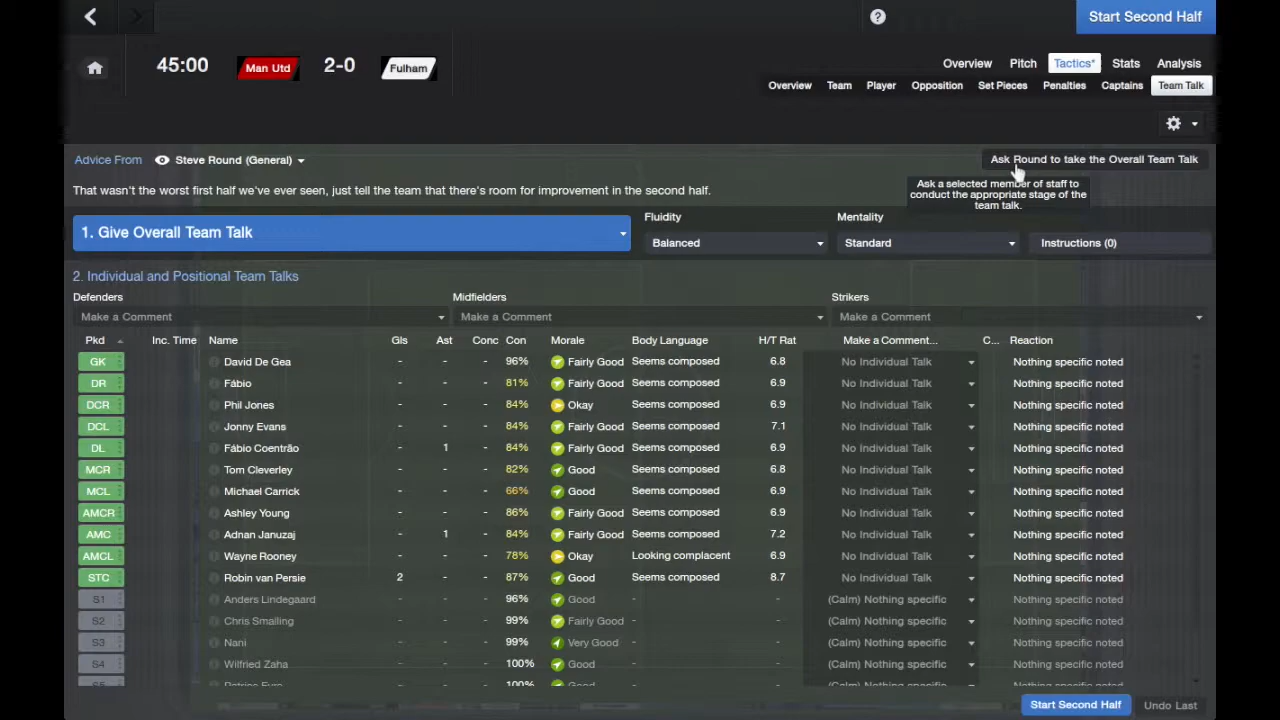 Start Second Half
45:00 Man Utd 2-0 Fulham
Overview Pitch Tactics* Stats Analysis
Overview Team Player Opposition Set Pieces Penalties Captains Team Talk
Advice From Steve Round (General) Ask Round to take the Overall Team Talk
That wasn't the worst first half we've ever seen, just tell the team that there's room for improvement in the second half.
Ask a selected member of staff to
conduct the appropriate stage of the
team talk.
Fluidity Mentality
1. Give Overall Team Talk Balanced Standard Instructions (0)
2. Individual and Positional Team Talks
Defenders Midfielders Strikers
Make a Comment Make a Comment Make a Comment
Pkd Inc. Time Name Gls Ast Conc Con Morale Body Language H/T Rat Make a Comment... C... Reaction
GK David De Gea - - - 96% Fairly Good Seems composed 6.8 No Individual Talk Nothing specific noted
DR Fábio - - - 81% Fairly Good Seems composed 6.9 No Individual Talk Nothing specific noted
DCR Phil Jones - - - 84% Okay Seems composed 6.9 No Individual Talk Nothing specific noted
DCL Jonny Evans - - - 84% Fairly Good Seems composed 7.1 No Individual Talk Nothing specific noted
DL Fábio Coentrão - 1 - 84% Fairly Good Seems composed 6.9 No Individual Talk Nothing specific noted
MCR Tom Cleverley - - - 82% Good Seems composed 6.8 No Individual Talk Nothing specific noted
MCL Michael Carrick - - - 66% Good Seems composed 6.9 No Individual Talk Nothing specific noted
AMCR Ashley Young - - - 86% Fairly Good Seems composed 6.9 No Individual Talk Nothing specific noted
AMC Adnan Januzaj - 1 - 84% Fairly Good Seems composed 7.2 No Individual Talk Nothing specific noted
AMCL Wayne Rooney - - - 78% Okay Looking complacent 6.9 No Individual Talk Nothing specific noted
STC Robin van Persie 2 - - 87% Good Seems composed 8.7 No Individual Talk Nothing specific noted
S1 Anders Lindegaard - - - 96% Good - - (Calm) Nothing specific Nothing specific noted
S2 Chris Smalling - - - 99% Fairly Good - - (Calm) Nothing specific Nothing specific noted
S3 Nani - - - 99% Very Good - - (Calm) Nothing specific Nothing specific noted
S4 Wilfried Zaha - - - 100% Good - - (Calm) Nothing specific Nothing specific noted
Start Second Half Undo Last